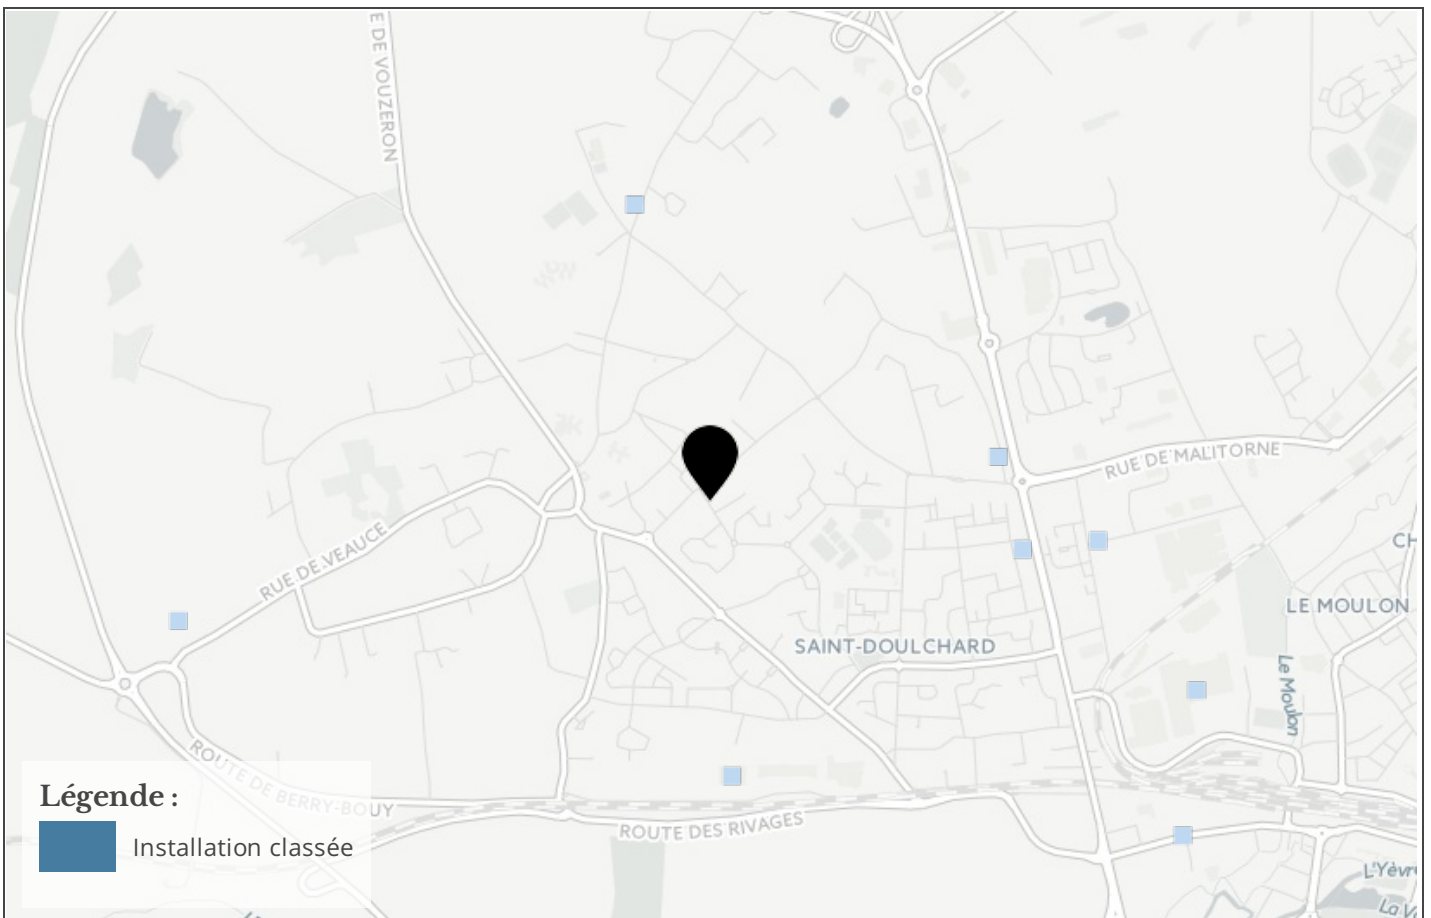 E DE VOUZERON
RUE DE MALITORNE
RUE DE VEAUCE
CH
LE MOULON
SAINT-DOULCHARD
Le Moulon
ROUTE DE BERRY-BOUY
ROUTE DES RIVAGES
Légende :
Installation classée
L'Yèvr
La V